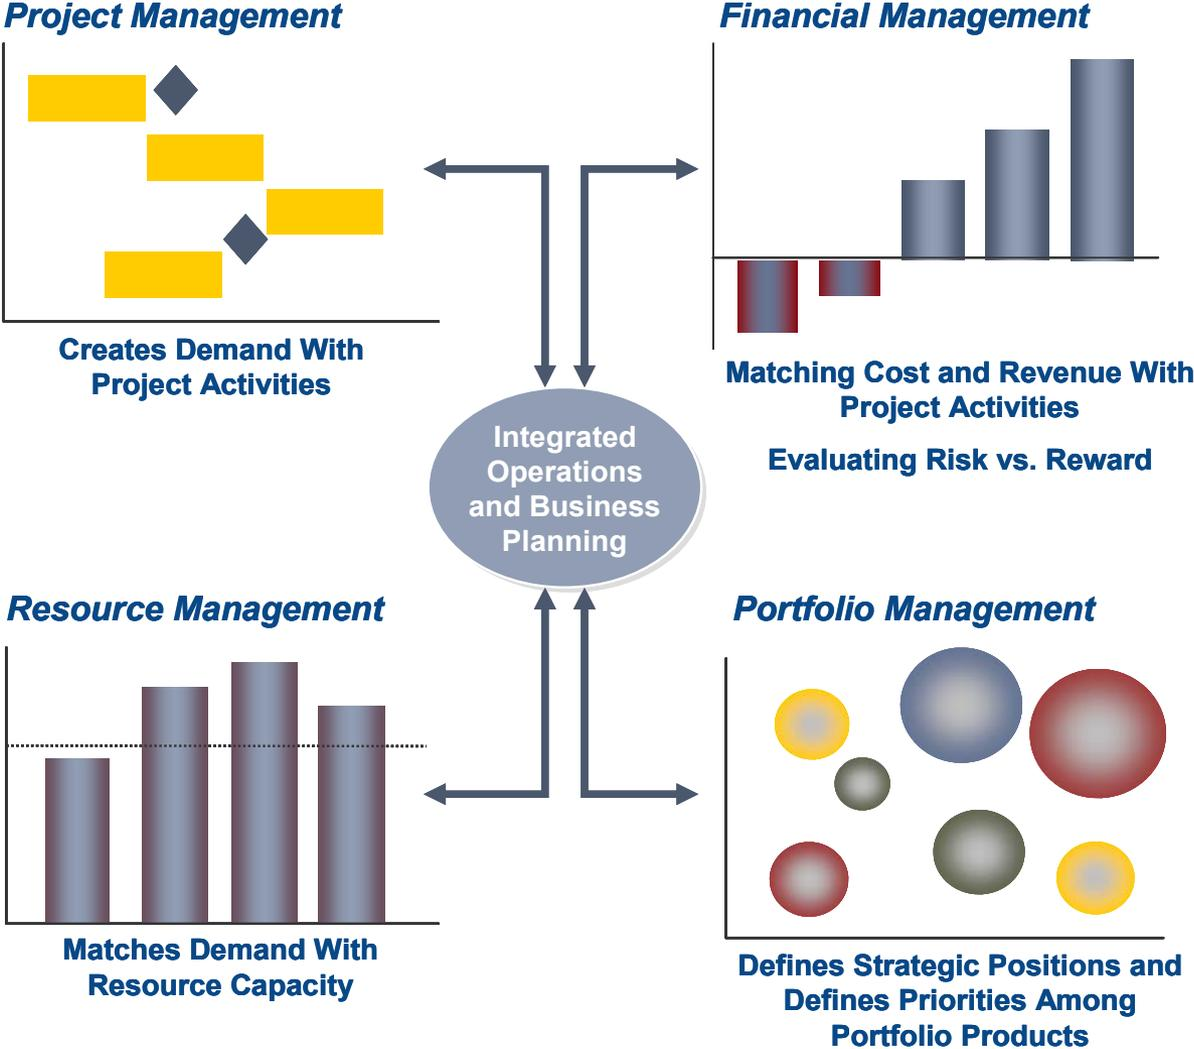 Project Management
Creates Demand With
Project Activities
Financial Management
Matching Cost and Revenue With
Project Activities
Evaluating Risk vs. Reward
Integrated
Operations
and Business
Planning
Resource Management
Matches Demand With
Resource Capacity
Portfolio Management
Defines Strategic Positions and
Defines Priorities Among
Portfolio Products